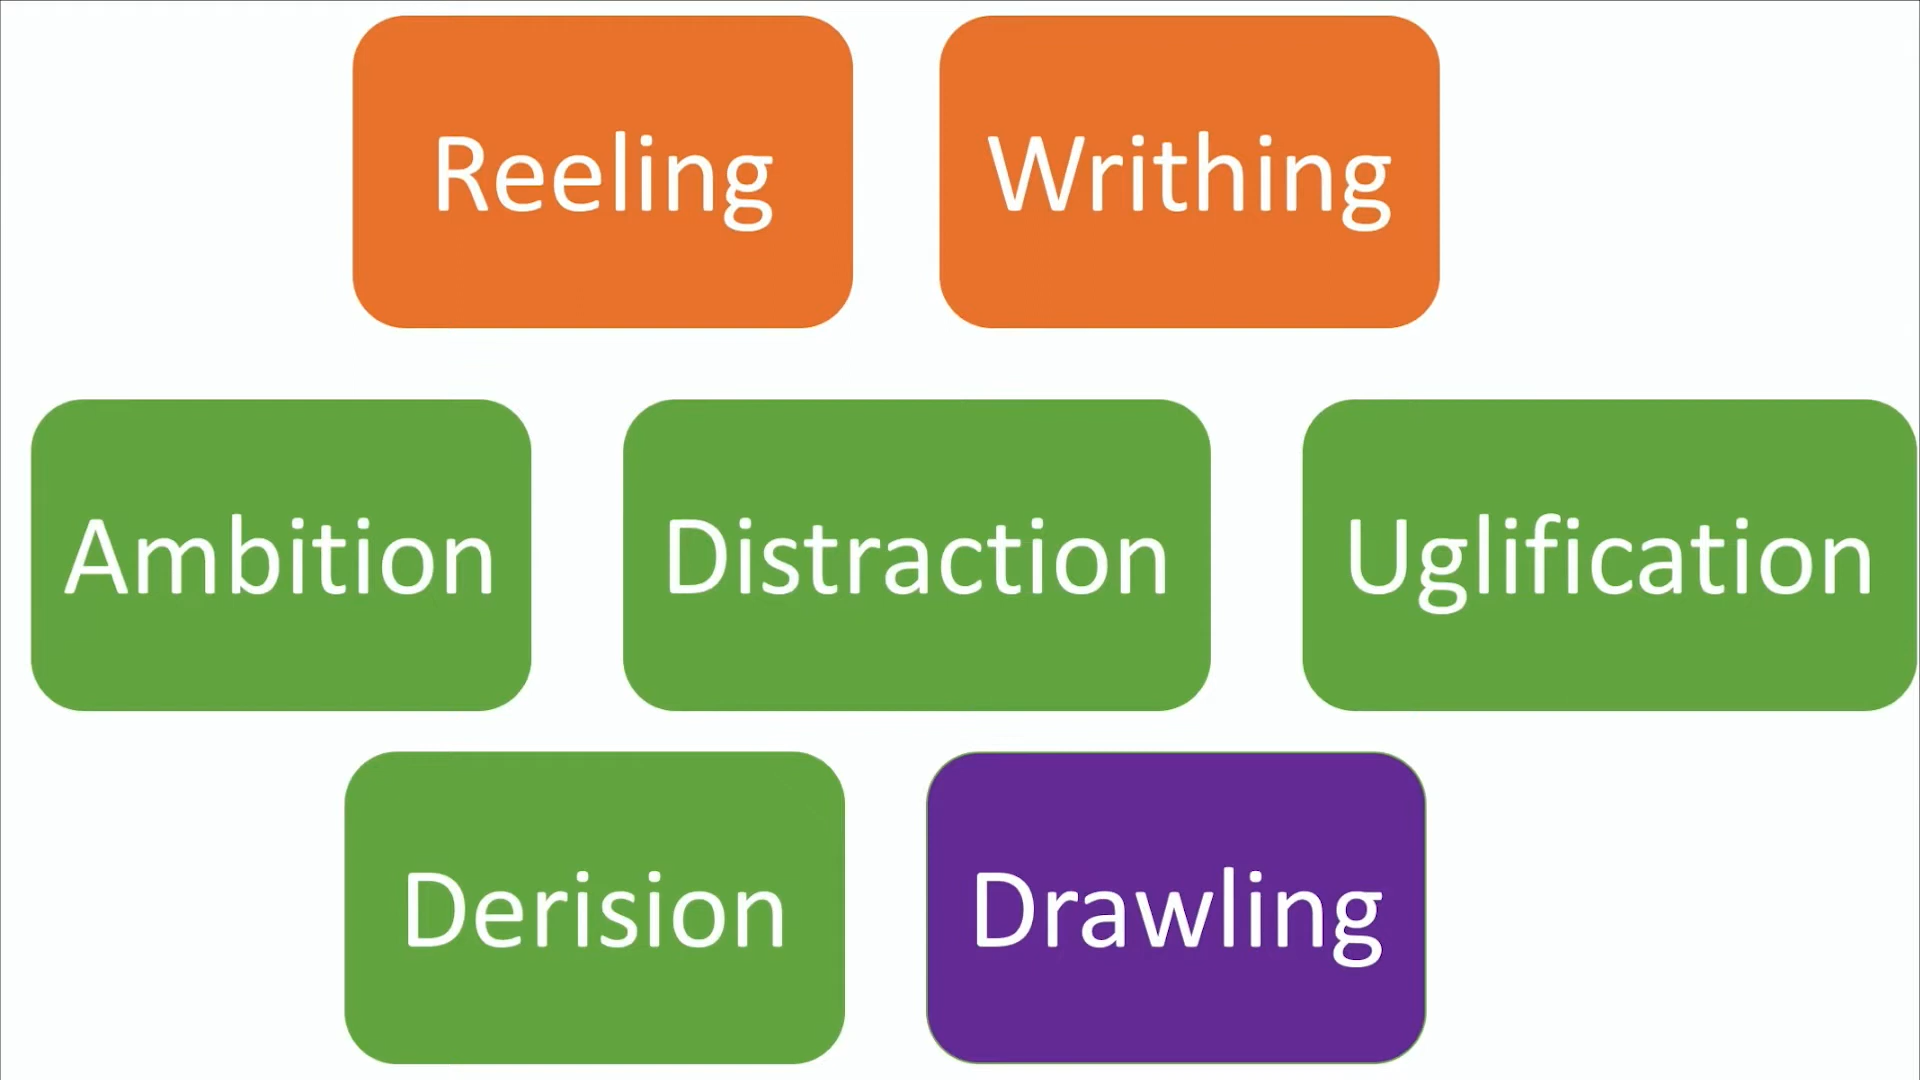 Reeling
Writhing
Ambition
Distraction
Uglification
Derision
Drawling